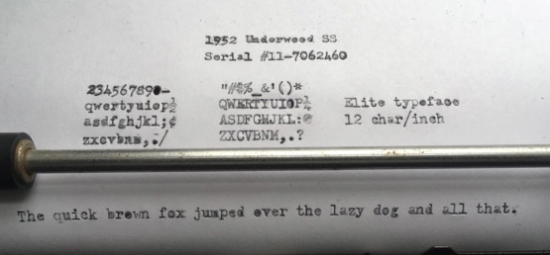 1952 Underwood SS
Serial #11-7062460
234567890- "#$%_&'()* 
qwertyuiop½ QWERTYUIOP¼ Elite typeface
asdfghjkl;¢ ASDFGHJKL:@ 12 char/inch
zxcvbnm,./ ZXCVBNM,.?
The quick brown fox jumped over the lazy dog and all that.